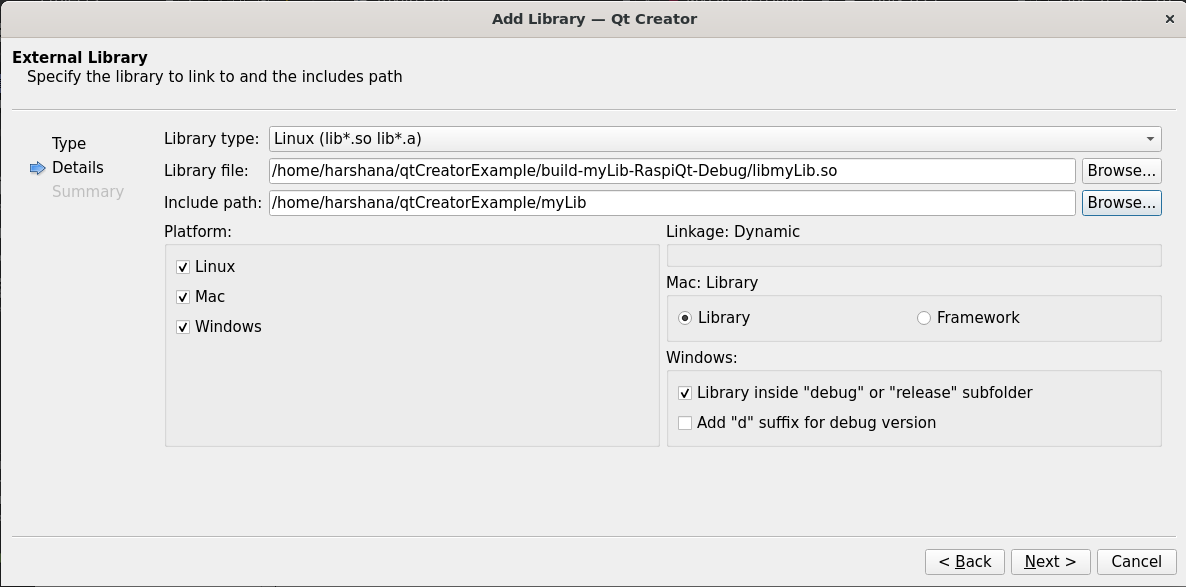 Add Library — Qt Creator
×
External Library
Specify the library to link to and the includes path
Type
Details
Summary
Library type: Linux (lib*.so lib*.a)
Library file: /home/harshana/qtCreatorExample/build-myLib-RaspiQt-Debug/libmyLib.so Browse...
Include path: /home/harshana/qtCreatorExample/myLib Browse...
Platform:
Linux
Mac
Windows
Linkage: Dynamic
Mac: Library
Library Framework
Windows:
Library inside "debug" or "release" subfolder
Add "d" suffix for debug version
< Back Next > Cancel